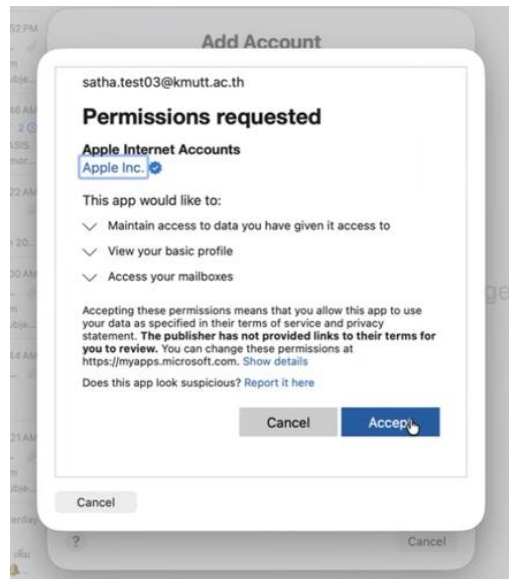 52 PM
Add Account
satha.test03@kmutt.ac.th
Permissions requested
Apple Internet Accounts
Apple Inc.
This app would like to:
Maintain access to data you have given it access to
View your basic profile
Access your mailboxes
Accepting these permissions means that you allow this app to use
your data as specified in their terms of service and privacy
statement. The publisher has not provided links to their terms for
you to review. You can change these permissions at
https://myapps.microsoft.com. Show details
Does this app look suspicious? Report it here
Cancel
Accept
Cancel
?
Cancel